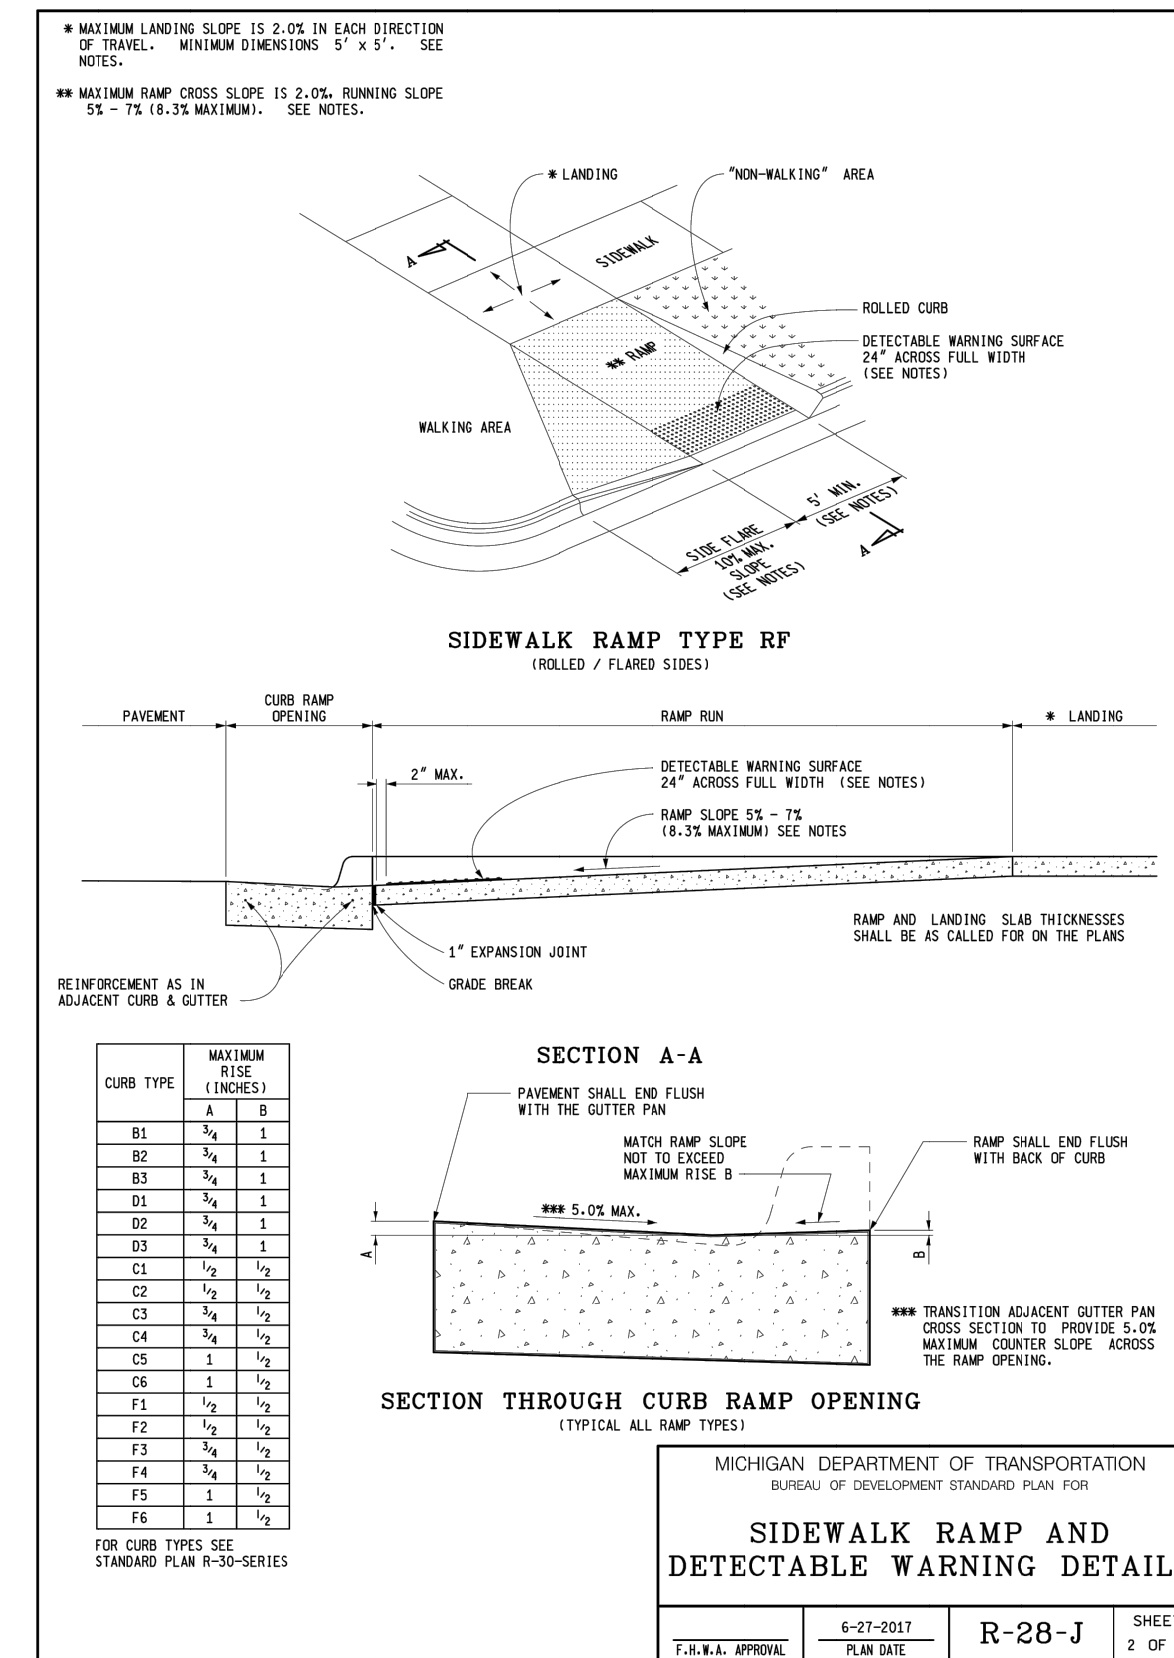 * MAXIMUM LANDING SLOPE IS 2.0% IN EACH DIRECTION
OF TRAVEL. MINIMUM DIMENSIONS 5' x 5'. SEE
NOTES.
** MAXIMUM RAMP CROSS SLOPE IS 2.0%, RUNNING SLOPE
5% - 7% (8.3% MAXIMUM). SEE NOTES.
* LANDING
"NON-WALKING" AREA
A
SIDEWALK
ROLLED CURB
DETECTABLE WARNING SURFACE
24" ACROSS FULL WIDTH
(SEE NOTES)
** RAMP
WALKING AREA
5' MIN.
(SEE NOTES)
SIDE FLARE
10% MAX.
SLOPE
(SEE NOTES)
A
SIDEWALK RAMP TYPE RF
(ROLLED / FLARED SIDES)
PAVEMENT
CURB RAMP
OPENING
RAMP RUN
* LANDING
2" MAX.
DETECTABLE WARNING SURFACE
24" ACROSS FULL WIDTH (SEE NOTES)
RAMP SLOPE 5% - 7%
(8.3% MAXIMUM) SEE NOTES
RAMP AND LANDING SLAB THICKNESSES
SHALL BE AS CALLED FOR ON THE PLANS
1" EXPANSION JOINT
GRADE BREAK
REINFORCEMENT AS IN
ADJACENT CURB & GUTTER
SECTION A-A
CURB TYPE
MAXIMUM
RISE
(INCHES)
A B
B1 3/4 1
B2 3/4 1
B3 3/4 1
D1 3/4 1
D2 3/4 1
D3 3/4 1
C1 1/2 1/2
C2 1/2 1/2
C3 3/4 1/2
C4 3/4 1/2
C5 1 1/2
C6 1 1/2
F1 1/2 1/2
F2 1/2 1/2
F3 3/4 1/2
F4 3/4 1/2
F5 1 1/2
F6 1 1/2
FOR CURB TYPES SEE
STANDARD PLAN R-30-SERIES
PAVEMENT SHALL END FLUSH
WITH THE GUTTER PAN
MATCH RAMP SLOPE
NOT TO EXCEED
MAXIMUM RISE B
RAMP SHALL END FLUSH
WITH BACK OF CURB
*** 5.0% MAX.
A
B
*** TRANSITION ADJACENT GUTTER PAN
CROSS SECTION TO PROVIDE 5.0%
MAXIMUM COUNTER SLOPE ACROSS
THE RAMP OPENING.
SECTION THROUGH CURB RAMP OPENING
(TYPICAL ALL RAMP TYPES)
MICHIGAN DEPARTMENT OF TRANSPORTATION
BUREAU OF DEVELOPMENT STANDARD PLAN FOR
SIDEWALK RAMP AND
DETECTABLE WARNING DETAIL
F.H.W.A. APPROVAL
6-27-2017
PLAN DATE
R-28-J
SHEET
2 OF